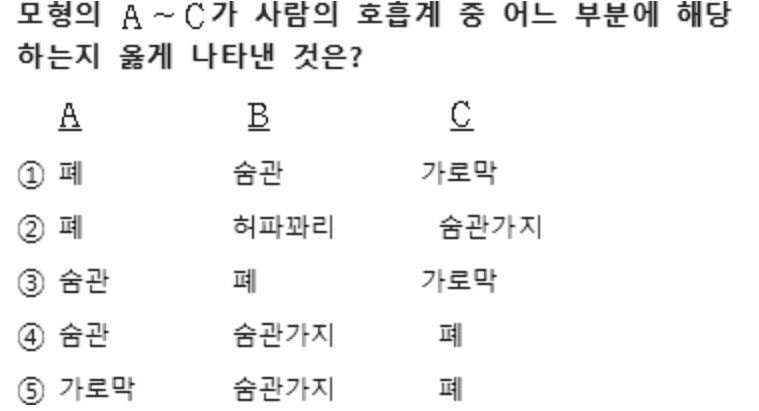 모형의 A ~ C가 사람의 호흡계 중 어느 부분에 해당
하는지 옳게 나타낸 것은?
A B C
① 폐 숨관 가로막
② 폐 허파꽈리 숨관가지
③ 숨관 폐 가로막
④ 숨관 숨관가지 폐
⑤ 가로막 숨관가지 폐